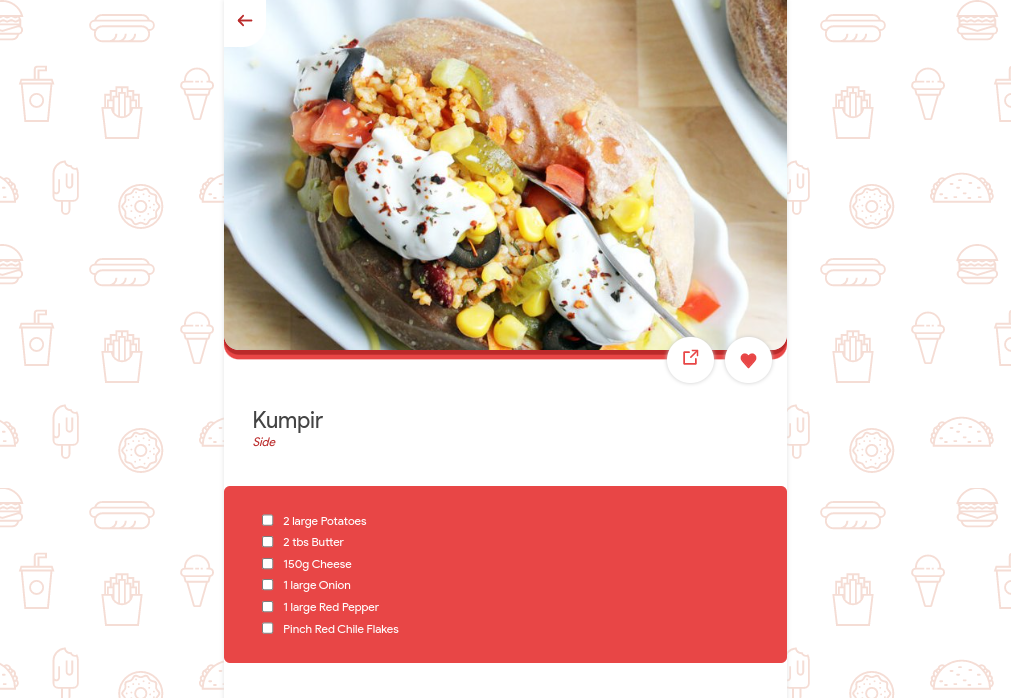 Kumpir
Side
2 large Potatoes
2 tbs Butter
150g Cheese
1 large Onion
1 large Red Pepper
Pinch Red Chile Flakes